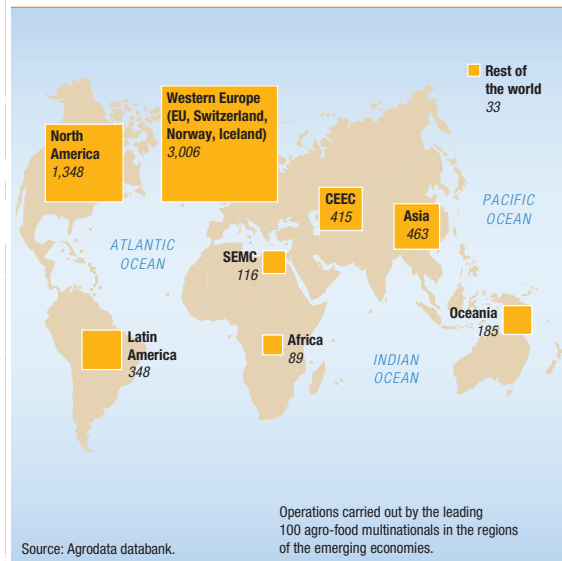 Rest of
the world
33
Western Europe
(EU, Switzerland,
Norway, Iceland)
3,006
North
America
1,348
CEEC
415
Asia
463
PACIFIC
OCEAN
ATLANTIC
OCEAN
SEMC
116
Oceania
185
Latin
America
348
Africa
89
INDIAN
OCEAN
Operations carried out by the leading
100 agro-food multinationals in the regions
of the emerging economies.
Source: Agrodata databank.